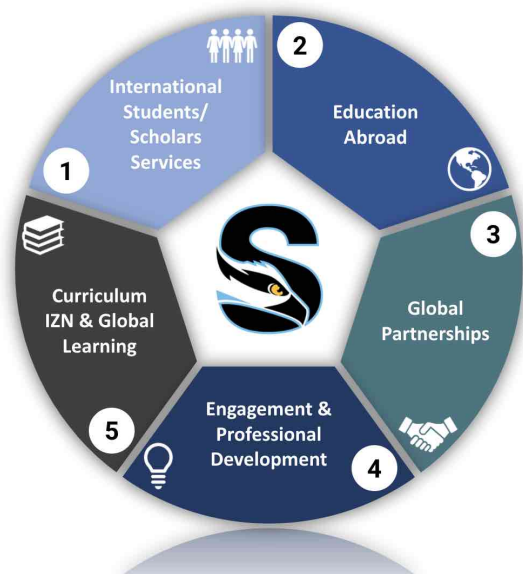 1
International
Students/
Scholars
Services
2
Education
Abroad
3
Global
Partnerships
4
Engagement &
Professional
Development
5
Curriculum
IZN & Global
Learning
S